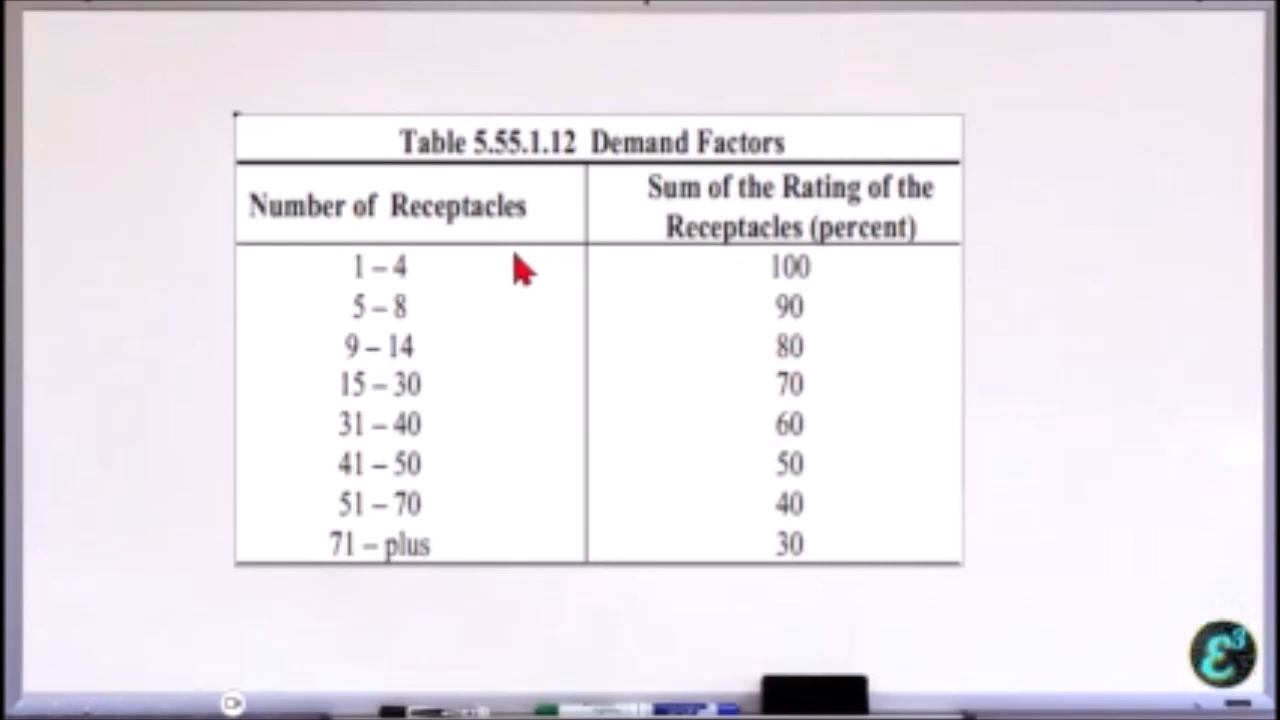 Table 5.55.1.12 Demand Factors
Number of Receptacles
Sum of the Rating of the
Receptacles (percent)
1 – 4 100
5 – 8 90
9 – 14 80
15 – 30 70
31 – 40 60
41 – 50 50
51 – 70 40
71 – plus 30
ε3